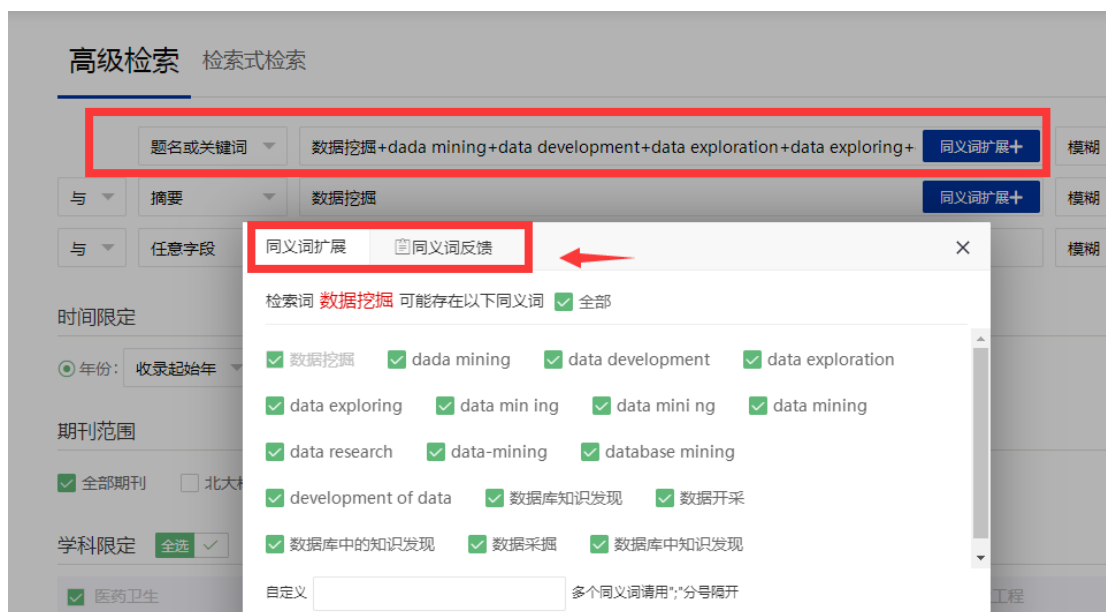 高级检索 检索式检索
题名或关键词 数据挖掘+dada mining+data development+data exploration+data exploring+ 同义词扩展+ 模糊
与 摘要 数据挖掘 同义词扩展+ 模糊
与 任意字段 模糊
同义词扩展 同义词反馈
检索词 数据挖掘 可能存在以下同义词 全部
时间限定
数据挖掘 dada mining data development data exploration
年份: 收录起始年
data exploring data min ing data mini ng data mining
期刊范围
data research data-mining database mining
全部期刊 北大
development of data 数据库知识发现 数据开采
学科限定 全选
数据库中的知识发现 数据采掘 数据库中知识发现
自定义 多个同义词请用";"分号隔开
医药卫生 工程